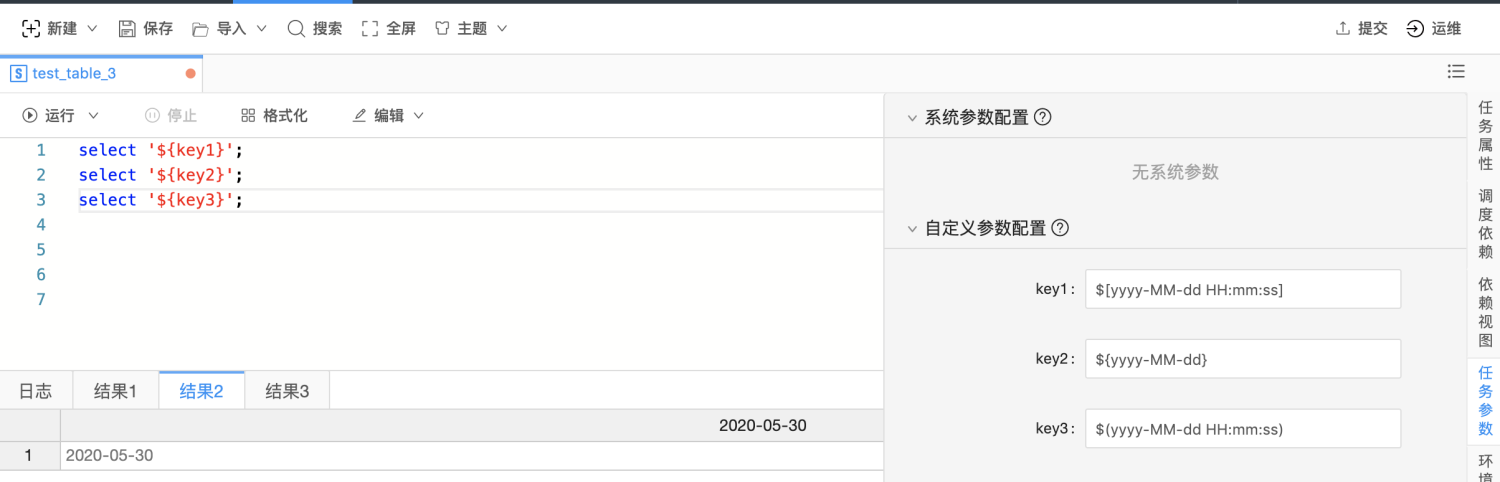 新建 保存 导入 搜索 全屏 主题 提交 运维
S test_table_3
运行 停止 格式化 编辑
1 select '${key1}';
2 select '${key2}';
3 select '${key3}';
4
5
6
7
日志 结果1 结果2 结果3
2020-05-30
1 2020-05-30
系统参数配置 ?
无系统参数
自定义参数配置 ?
key1: $[yyyy-MM-dd HH:mm:ss]
key2: ${yyyy-MM-dd}
key3: $(yyyy-MM-dd HH:mm:ss)
任务属性
调度依赖
依赖视图
任务参数
环境